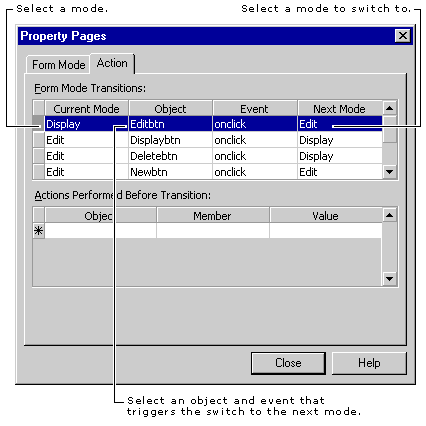 Select a mode.
Select a mode to switch to.
Property Pages
Form Mode
Action
Form Mode Transitions:
Current Mode Object Event Next Mode
Display Editbtn onclick Edit
Edit Displaybtn onclick Display
Edit Deletebtn onclick Display
Edit Newbtn onclick Edit
Actions Performed Before Transition:
Object Member Value
Close
Help
Select an object and event that
triggers the switch to the next mode.